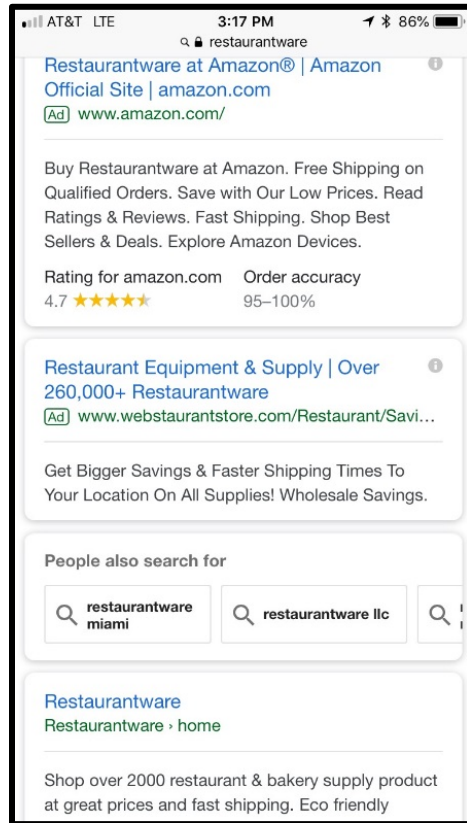 AT&T LTE 3:17 PM 86%
restaurantware
Restaurantware at Amazon® | Amazon
Official Site | amazon.com
Ad www.amazon.com/
Buy Restaurantware at Amazon. Free Shipping on
Qualified Orders. Save with Our Low Prices. Read
Ratings & Reviews. Fast Shipping. Shop Best
Sellers & Deals. Explore Amazon Devices.
Rating for amazon.com Order accuracy
4.7 95–100%
Restaurant Equipment & Supply | Over
260,000+ Restaurantware
Ad www.webstaurantstore.com/Restaurant/Savi...
Get Bigger Savings & Faster Shipping Times To
Your Location On All Supplies! Wholesale Savings.
People also search for
restaurantware
miami
restaurantware llc
Restaurantware
Restaurantware › home
Shop over 2000 restaurant & bakery supply product
at great prices and fast shipping. Eco friendly